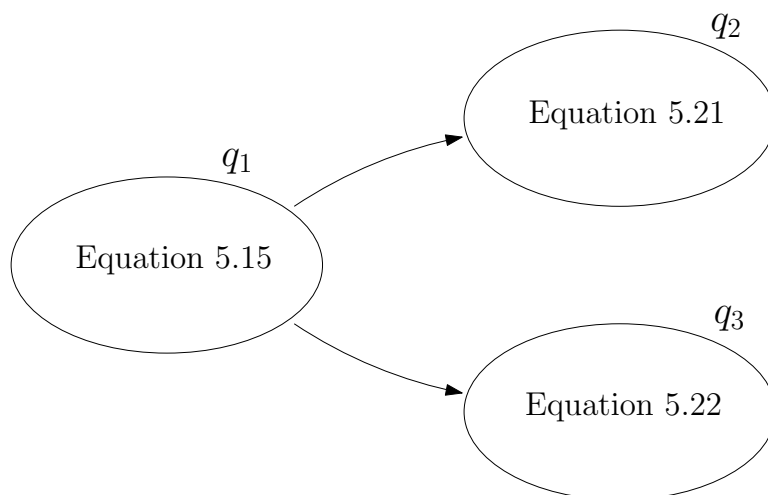 q₂
Equation 5.21
q₁
Equation 5.15
q₃
Equation 5.22